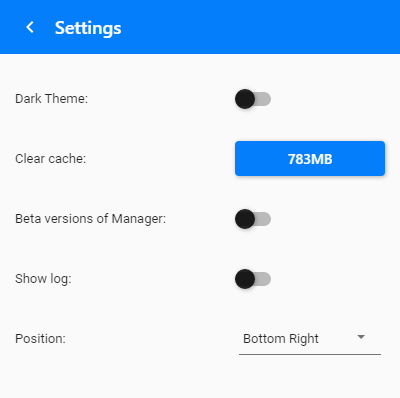 Settings
Dark Theme:
Clear cache: 783MB
Beta versions of Manager:
Show log:
Position: Bottom Right